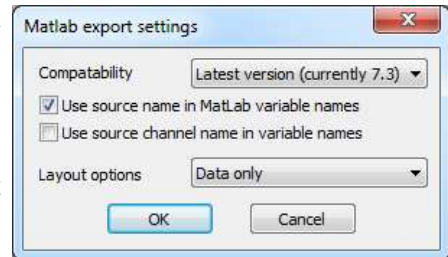 Matlab export settings
Compatability Latest version (currently 7.3)
Use source name in MatLab variable names
Use source channel name in variable names
Layout options Data only
OK Cancel